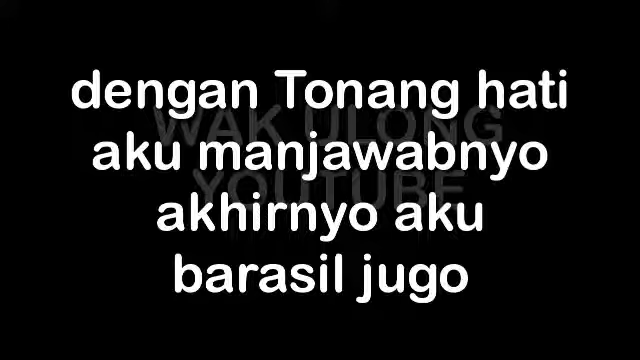 dengan Tonang hati
aku manjawabnyo
akhirnyo aku
barasil jugo
WAK ULONG
YOUTUBE